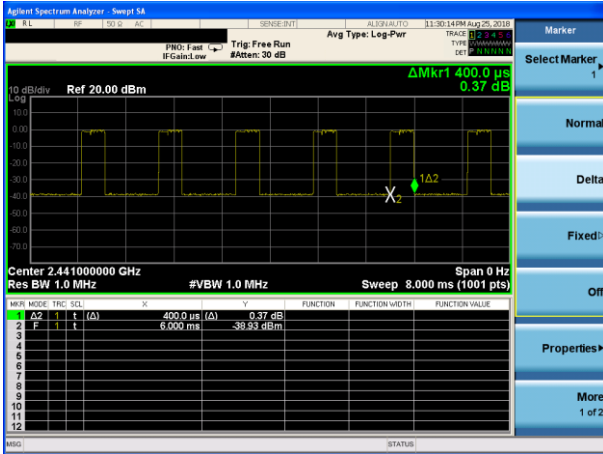 Agilent Spectrum Analyzer - Swept SA
RL RF 50 Ω AC SENSE:INT ALIGNAUTO 11:30:14 PM Aug 25, 2018
Avg Type: Log-Pwr TRACE 1 2 3 4 5 6
PNO: Fast Trig: Free Run TYPE WWWWWW
IFGain:Low #Atten: 30 dB DET P N N N N N
ΔMkr1 400.0 µs
10 dB/div Ref 20.00 dBm 0.37 dB
Log
10.0
0.00
-10.0
-20.0
-30.0
1Δ2
-40.0
X2
-50.0
-60.0
-70.0
Center 2.441000000 GHz Span 0 Hz
Res BW 1.0 MHz #VBW 1.0 MHz Sweep 8.000 ms (1001 pts)
MKR MODE TRC SCL X Y FUNCTION FUNCTION WIDTH FUNCTION VALUE
1 Δ2 1 t (Δ) 400.0 µs (Δ) 0.37 dB
2 F 1 t 6.000 ms -38.93 dBm
3
4
5
6
7
8
9
10
11
12
MSG STATUS
Marker
Select Marker
1
Normal
Delta
Fixed
Off
Properties
More
1 of 2